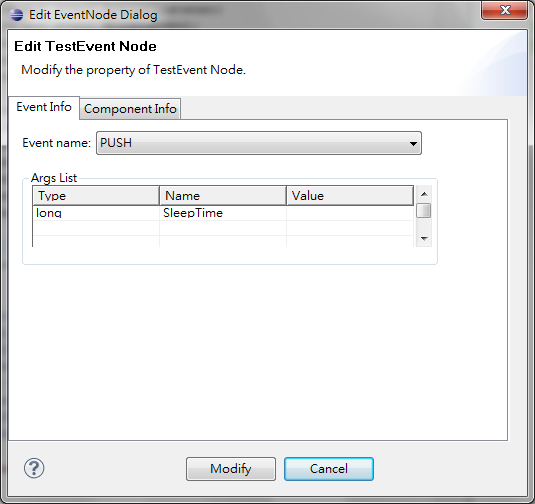 Edit EventNode Dialog
Edit TestEvent Node
Modify the property of TestEvent Node.
Event Info Component Info
Event name: PUSH
Args List
Type Name Value
long SleepTime
? Modify Cancel